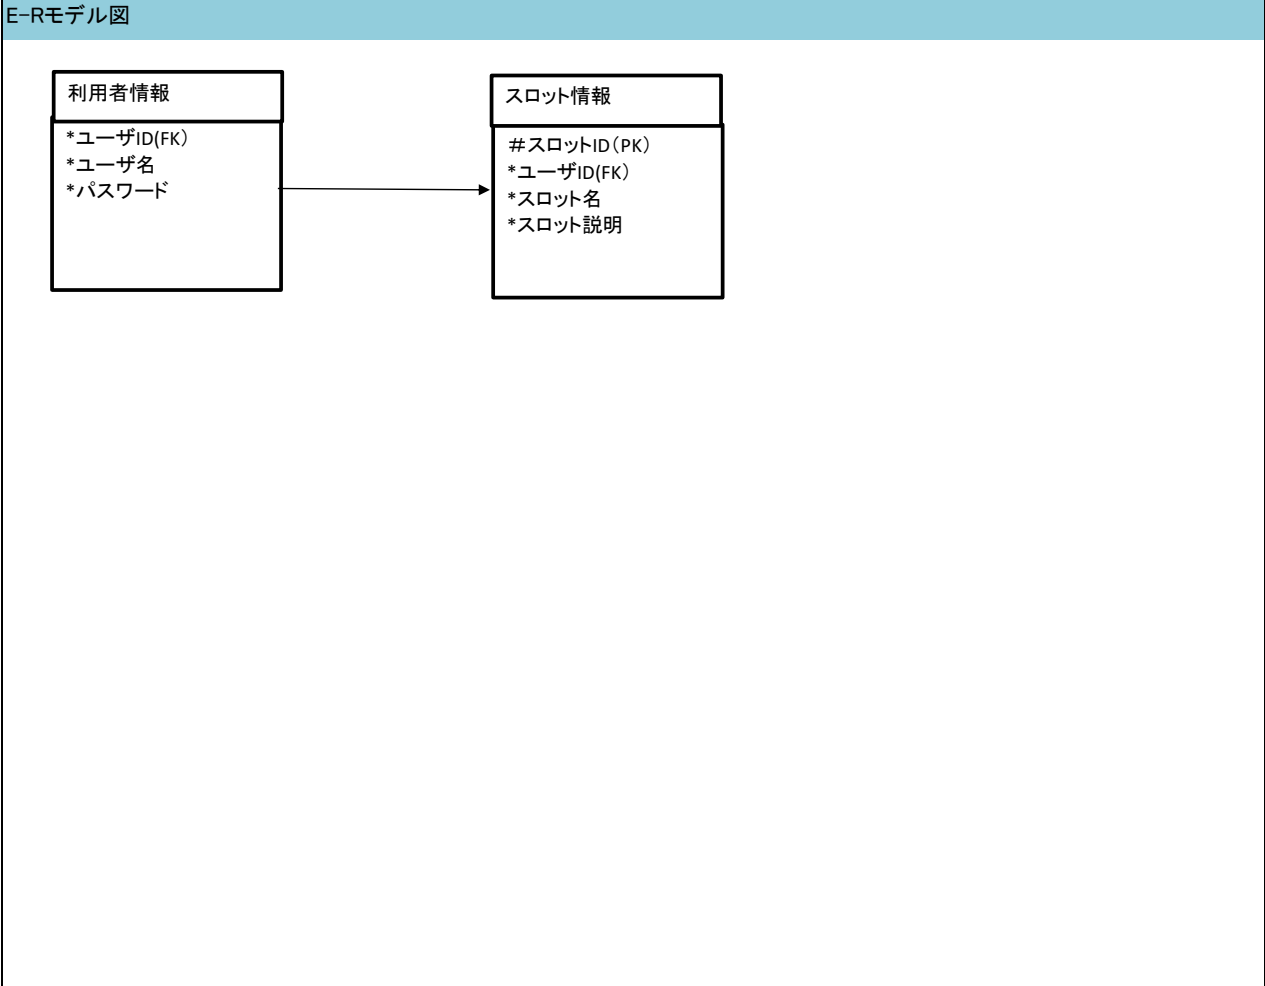 E-Rモデル図
利用者情報
*ユーザID(FK)
*ユーザ名
*パスワード
スロット情報
＃スロットID（PK）
*ユーザID(FK)
*スロット名
*スロット説明